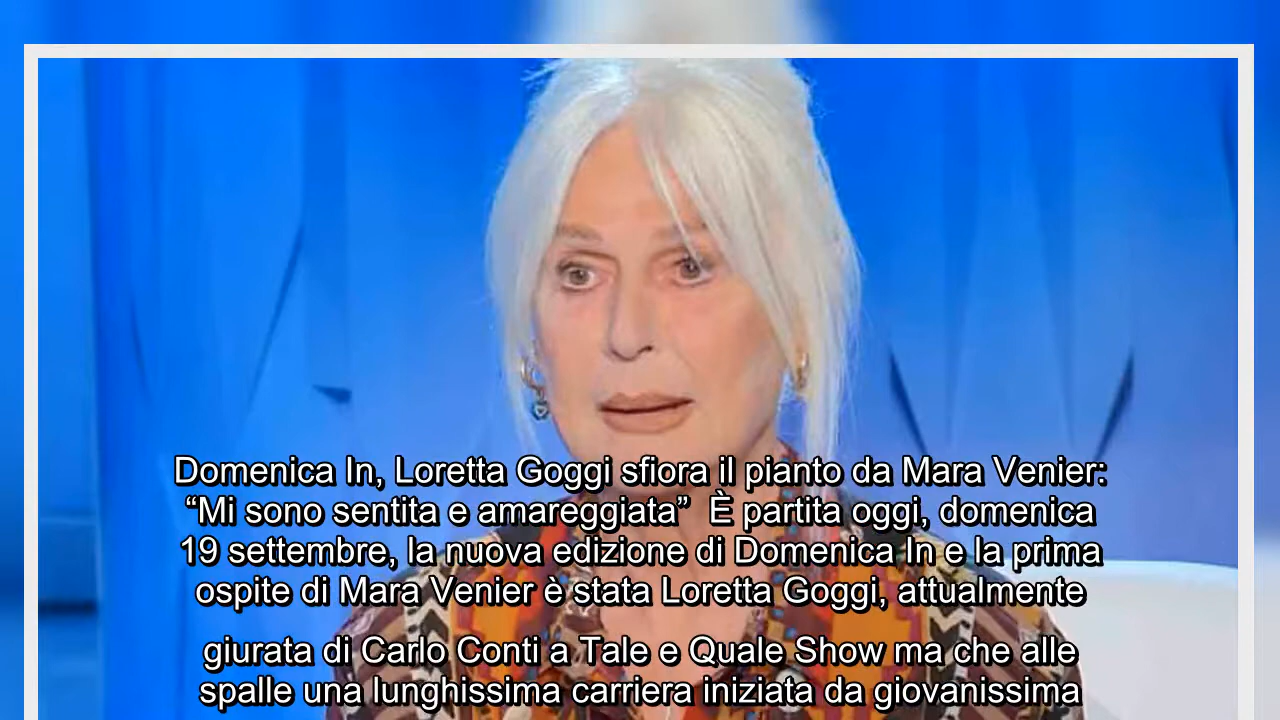 Domenica In, Loretta Goggi sfiora il pianto da Mara Venier:
“Mi sono sentita e amareggiata”  È partita oggi, domenica
19 settembre, la nuova edizione di Domenica In e la prima
ospite di Mara Venier è stata Loretta Goggi, attualmente
giurata di Carlo Conti a Tale e Quale Show ma che alle
spalle una lunghissima carriera iniziata da giovanissima